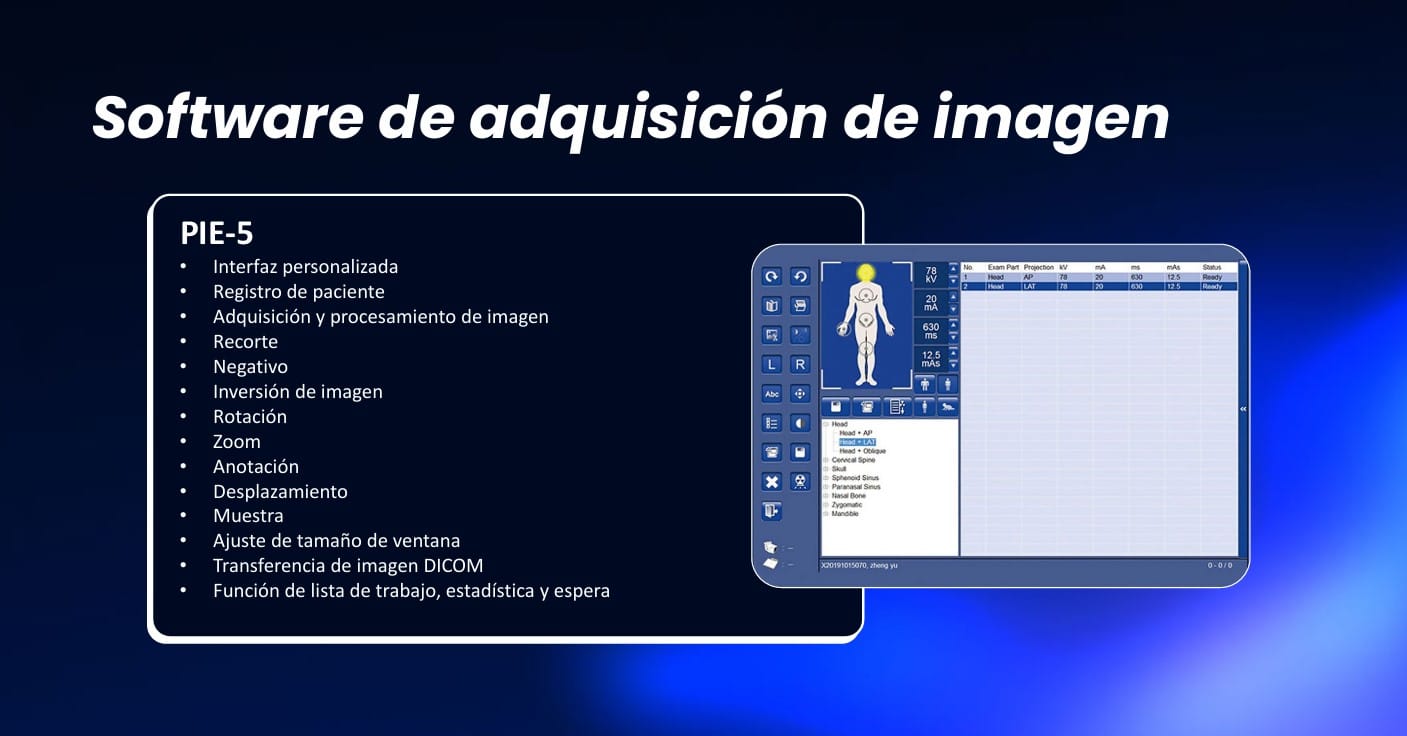 Software de adquisición de imagen
PIE-5
• Interfaz personalizada
• Registro de paciente
• Adquisición y procesamiento de imagen
• Recorte
• Negativo
• Inversión de imagen
• Rotación
• Zoom
• Anotación
• Desplazamiento
• Muestra
• Ajuste de tamaño de ventana
• Transferencia de imagen DICOM
• Función de lista de trabajo, estadística y espera
L R
Abc
78
kV
20
mA
630
ms
12.5
mAs
Head
Head + AP
Head + LAT
Head + Oblique
Cervical Spine
Skull
Sphenoid Sinus
Paranasal Sinus
Nasal Bone
Zygomatic
Mandible
No. Exam Part Projection kV mA ms mAs Status
1 Head AP 78 20 630 12.5 Ready
2 Head LAT 78 20 630 12.5 Ready
X20191015070, zheng yu
0 - 0 / 0